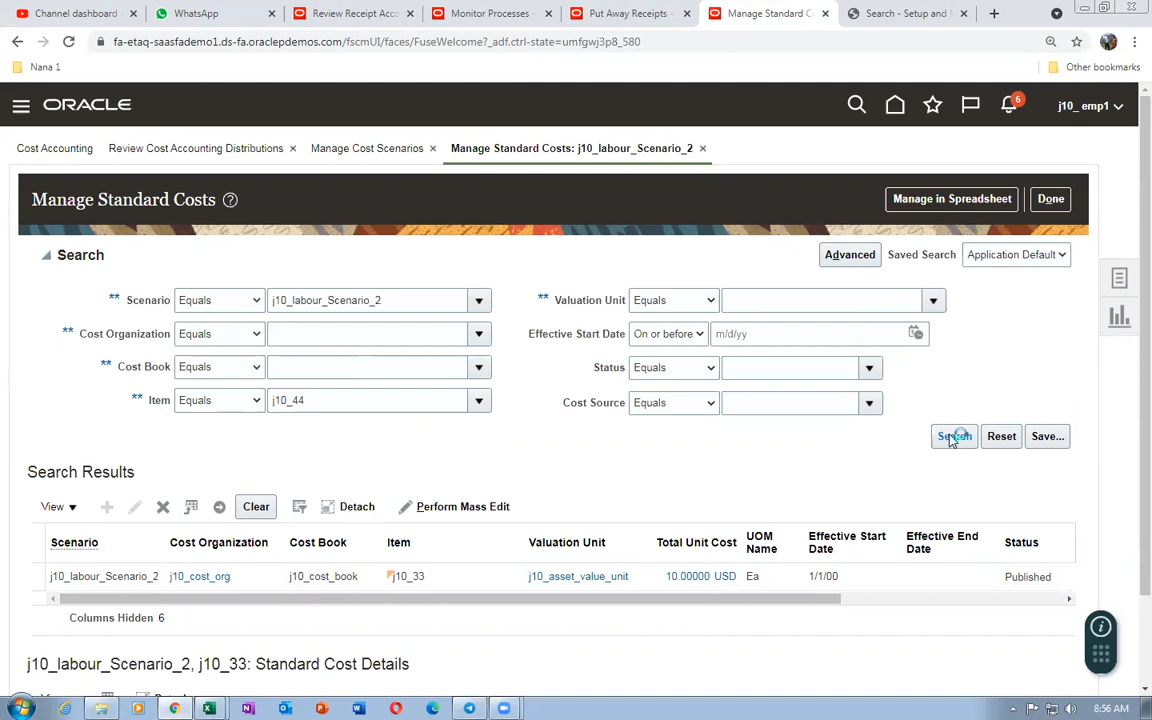 Channel dashboard
WhatsApp
Review Receipt Acco
Monitor Processes -
Put Away Receipts -
Manage Standard C
Search - Setup and
fa-etaq-saasfademo1.ds-fa.oraclepdemos.com/fscmUI/faces/FuseWelcome?_adf.ctrl-state=umfgwj3p8_580
Nana 1
Other bookmarks
ORACLE
6
j10_ emp1
Cost Accounting
Review Cost Accounting Distributions
Manage Cost Scenarios
Manage Standard Costs: j10_labour_Scenario_2
Manage Standard Costs
Manage in Spreadsheet
Done
Search
Advanced
Saved Search
Application Default
** Scenario Equals j10_labour_Scenario_2
** Valuation Unit Equals
** Cost Organization Equals
Effective Start Date On or before m/d/yy
** Cost Book Equals
Status Equals
** Item Equals j10_44
Cost Source Equals
Search Reset Save...
Search Results
View Clear Detach Perform Mass Edit
Scenario Cost Organization Cost Book Item Valuation Unit Total Unit Cost UOM Name Effective Start Date Effective End Date Status
j10_labour_Scenario_2 j10_cost_org j10_cost_book j10_33 j10_asset_value_unit 10.00000 USD Ea 1/1/00 Published
Columns Hidden 6
j10_labour_Scenario_2, j10_33: Standard Cost Details
8:56 AM